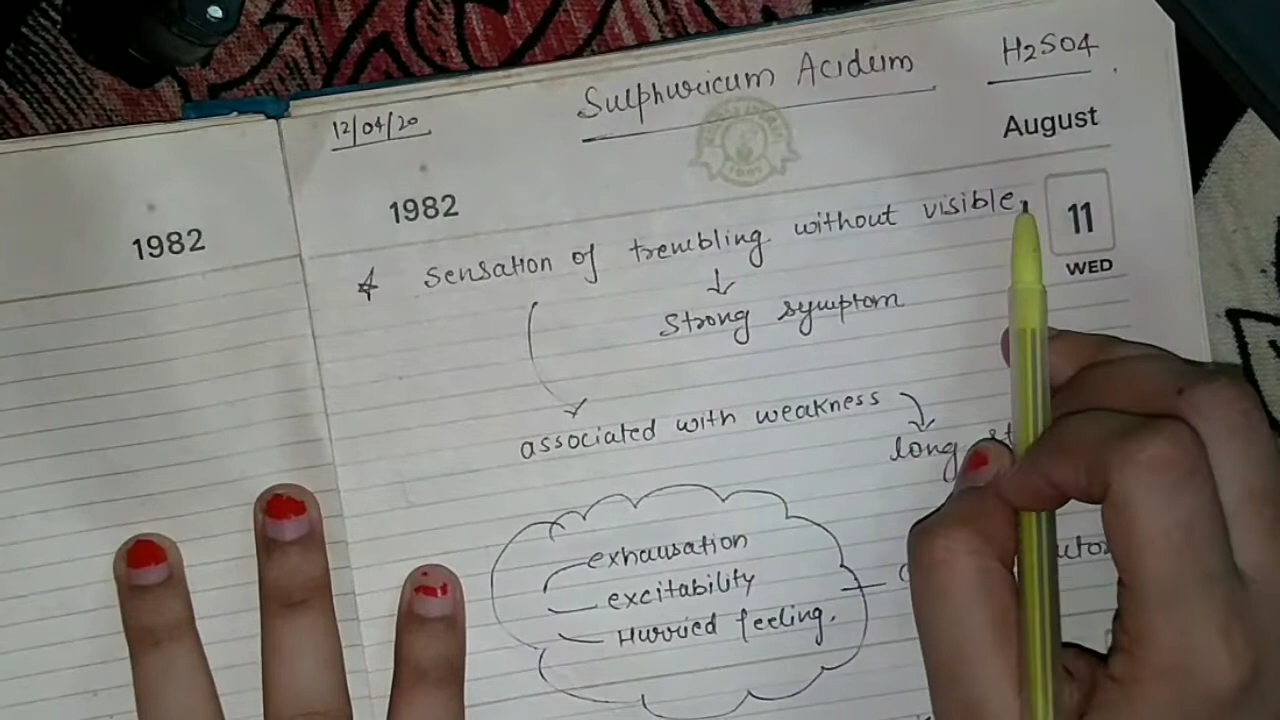 1982
12/04/20
Sulphuricum Acidum
H2SO4
August
1982
11
WED
sensation of trembling without visible
strong symptom
associated with weakness
long
exhausation
excitability
Hurried feeling.